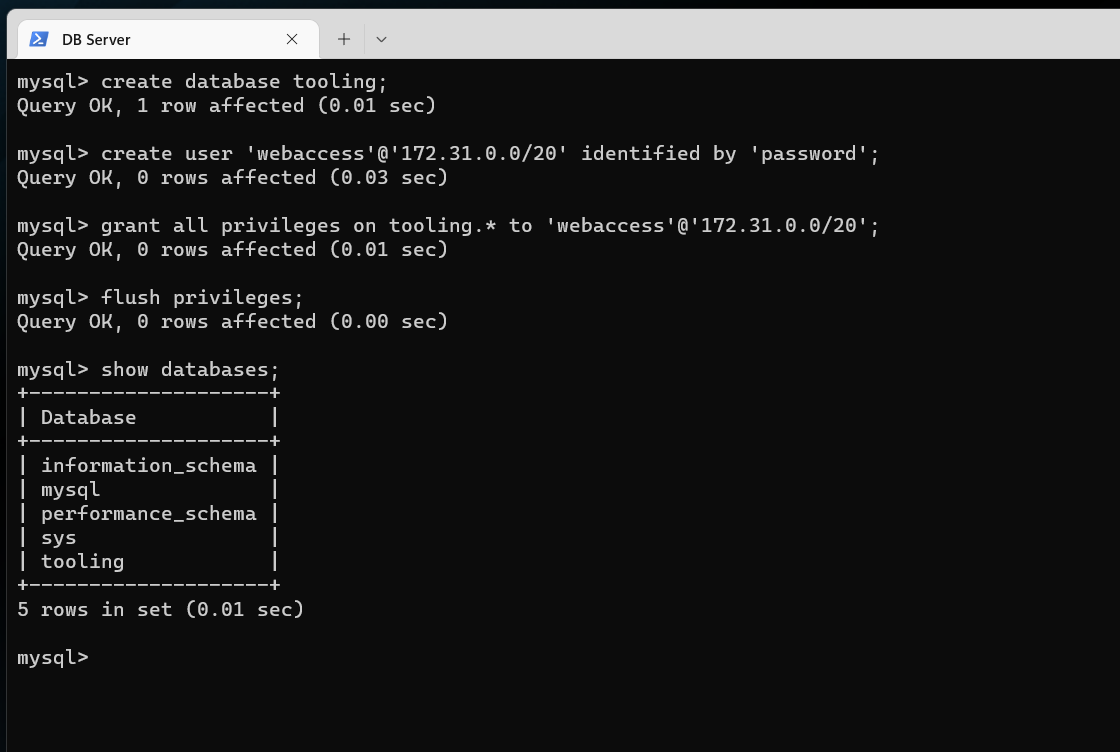 DB Server
mysql> create database tooling;
Query OK, 1 row affected (0.01 sec)
mysql> create user 'webaccess'@'172.31.0.0/20' identified by 'password';
Query OK, 0 rows affected (0.03 sec)
mysql> grant all privileges on tooling.* to 'webaccess'@'172.31.0.0/20';
Query OK, 0 rows affected (0.01 sec)
mysql> flush privileges;
Query OK, 0 rows affected (0.00 sec)
mysql> show databases;
+--------------------+
| Database           |
+--------------------+
| information_schema |
| mysql              |
| performance_schema |
| sys                |
| tooling            |
+--------------------+
5 rows in set (0.01 sec)
mysql>